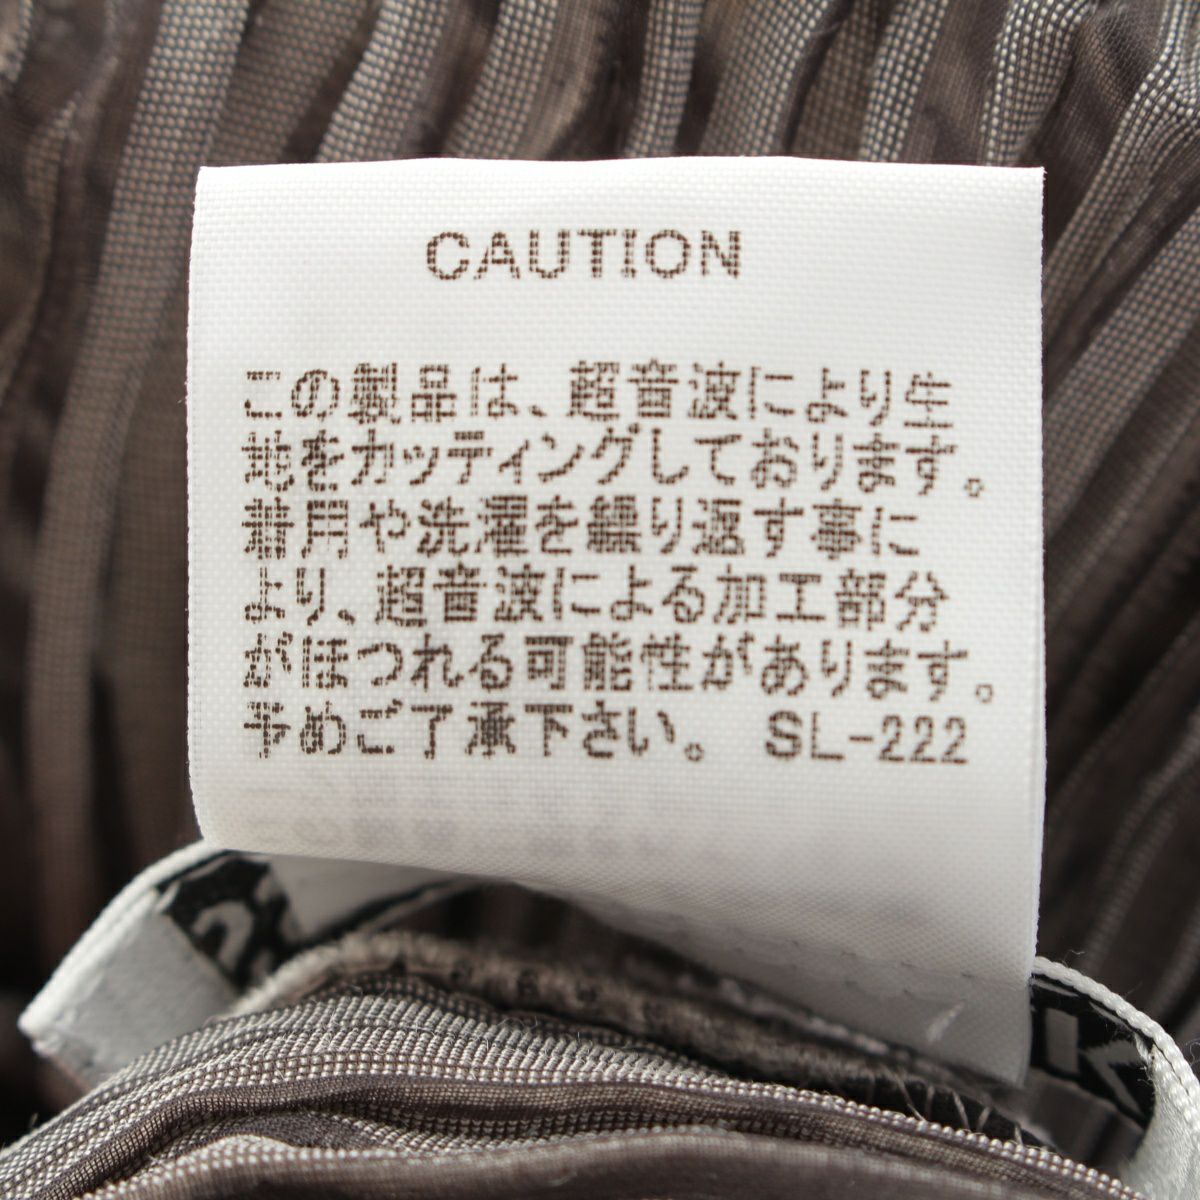 CAUTION
この製品は、超音波により生
地をカッティングしております。
着用や洗濯を繰り返す事に
より、超音波による加工部分
がほつれる可能性があります。
予めご了承下さい。 SL-222